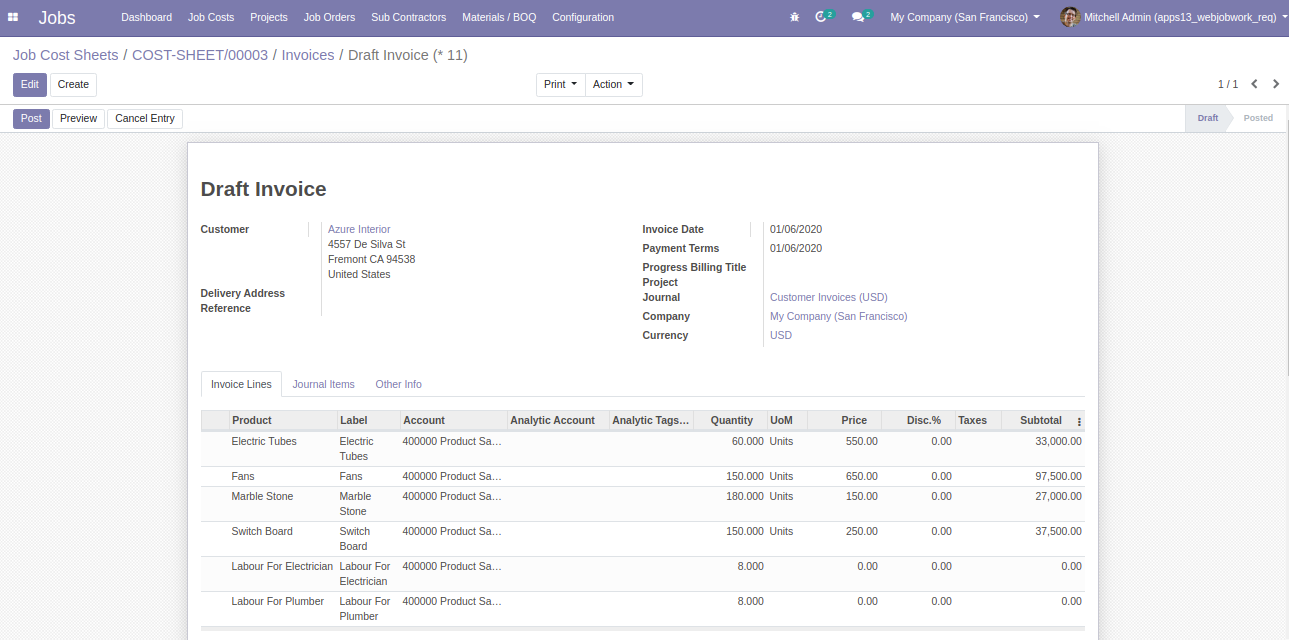 Jobs Dashboard Job Costs Projects Job Orders Sub Contractors Materials / BOQ Configuration 2 2 My Company (San Francisco) Mitchell Admin (apps13_webjobwork_req)
Job Cost Sheets / COST-SHEET/00003 / Invoices / Draft Invoice (* 11)
Edit Create Print Action 1 / 1
Post Preview Cancel Entry Draft Posted
Draft Invoice
Customer Azure Interior
4557 De Silva St
Fremont CA 94538
United States
Delivery Address
Reference
Invoice Date 01/06/2020
Payment Terms 01/06/2020
Progress Billing Title
Project
Journal Customer Invoices (USD)
Company My Company (San Francisco)
Currency USD
Invoice Lines Journal Items Other Info
Product Label Account Analytic Account Analytic Tags… Quantity UoM Price Disc.% Taxes Subtotal
Electric Tubes Electric 400000 Product Sa… 60.000 Units 550.00 0.00 33,000.00
Tubes
Fans Fans 400000 Product Sa… 150.000 Units 650.00 0.00 97,500.00
Marble Stone Marble 400000 Product Sa… 180.000 Units 150.00 0.00 27,000.00
Stone
Switch Board Switch 400000 Product Sa… 150.000 Units 250.00 0.00 37,500.00
Board
Labour For Electrician Labour For 400000 Product Sa… 8.000 0.00 0.00 0.00
Electrician
Labour For Plumber Labour For 400000 Product Sa… 8.000 0.00 0.00 0.00
Plumber